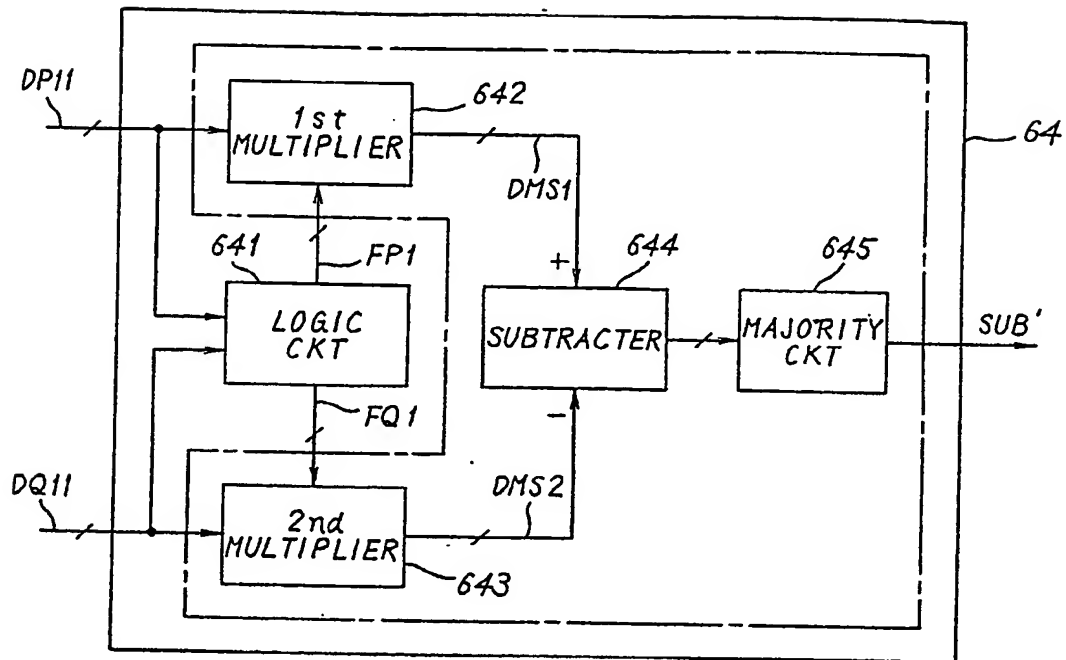 DP11
1st
MULTIPLIER
642
64
DMS1
641
FP1
644
645
+
LOGIC
CKT
SUBTRACTER
MAJORITY
CKT
SUB'
FQ1
-
DQ11
DMS2
2nd
MULTIPLIER
643